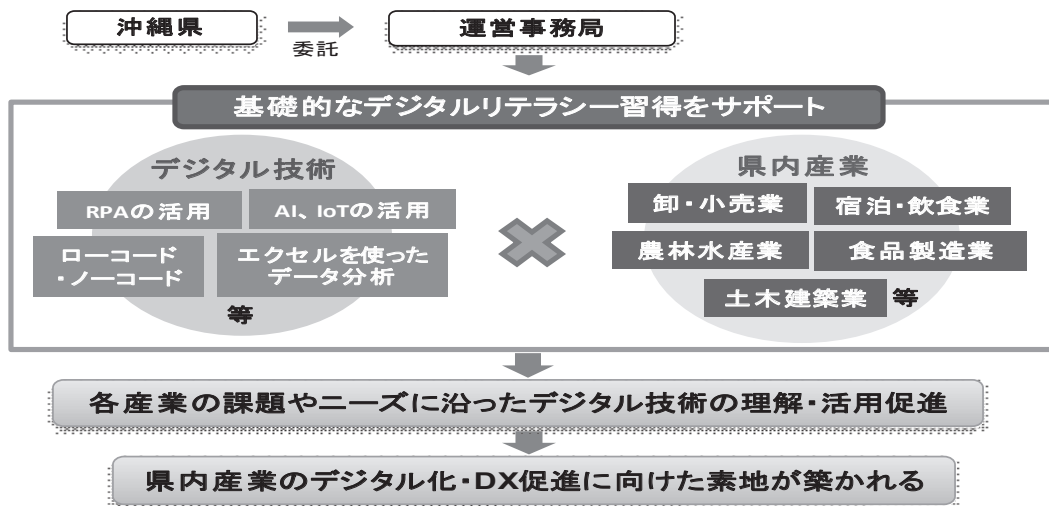 沖縄県
委託
運営事務局
基礎的なデジタルリテラシー習得をサポート
デジタル技術
RPAの活用
AI、IoTの活用
ローコード
・ノーコード
エクセルを使った
データ分析
等
県内産業
卸・小売業
宿泊・飲食業
農林水産業
食品製造業
土木建築業
等
各産業の課題やニーズに沿ったデジタル技術の理解・活用促進
県内産業のデジタル化・DX促進に向けた素地が築かれる